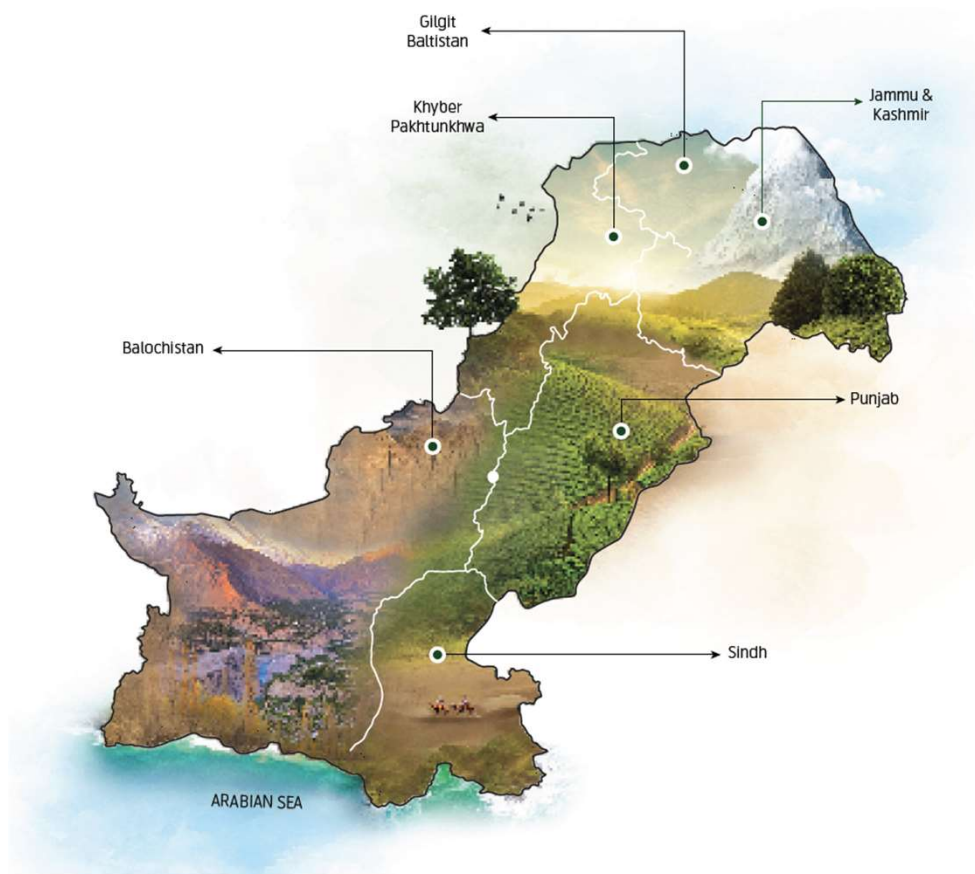 Gilgit
Baltistan
Khyber
Pakhtunkhwa
Jammu &
Kashmir
Balochistan
Punjab
Sindh
ARABIAN SEA